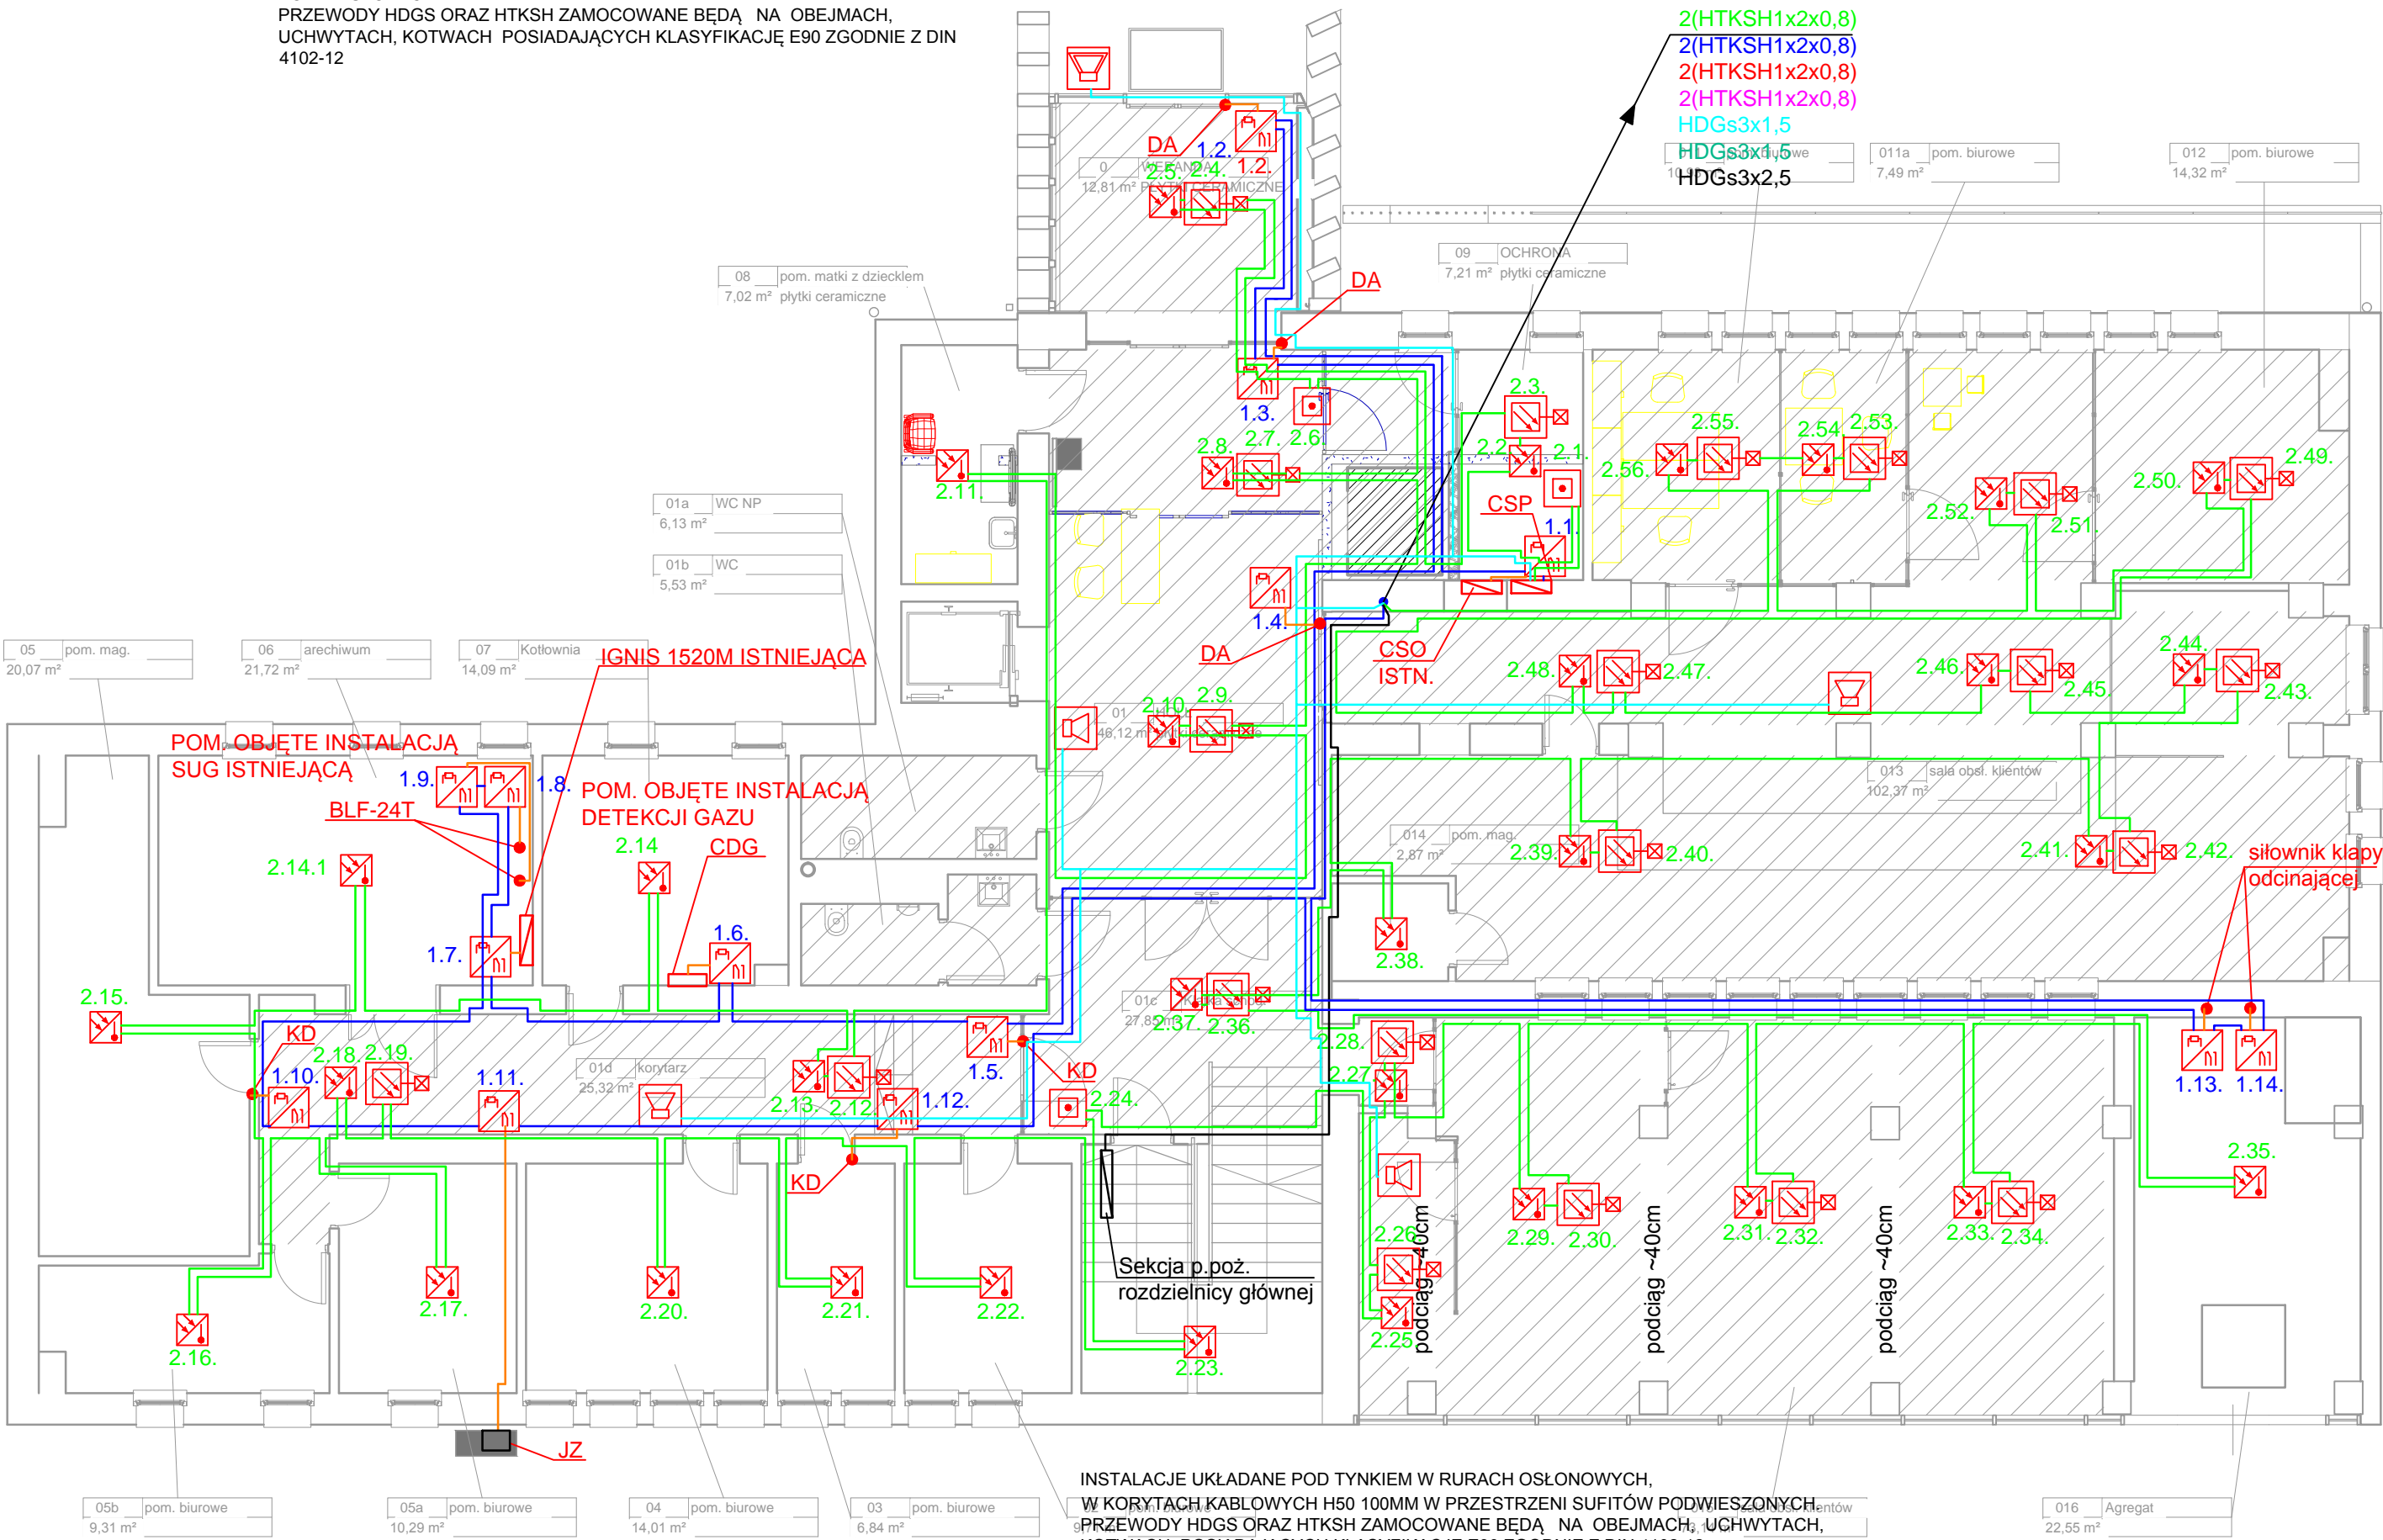 PRZEWODY HDGS ORAZ HTKSH ZAMOCOWANE BĘDĄ NA OBEJMACH,
UCHWYTACH, KOTWACH POSIADAJĄCYCH KLASYFIKACJĘ E90 ZGODNIE Z DIN
4102-12
2(HTKSH1x2x0,8)
2(HTKSH1x2x0,8)
2(HTKSH1x2x0,8)
2(HTKSH1x2x0,8)
HDGs3x1,5
HDGs3x1,5
HDGs3x2,5
pom. biurowe
011a pom. biurowe
7,49 m²
012 pom. biurowe
14,32 m²
DA
1.2.
1.2.
0 WERANDA
12,81 m² PŁYTKI CERAMICZNE
2.5. 2.4.
09 OCHRONA
7,21 m² płytki ceramiczne
08 pom. matki z dzieckiem
7,02 m² płytki ceramiczne
DA
1.3.
2.8. 2.7. 2.6.
2.3.
2.2.
2.1.
2.56.
2.55.
2.54.
2.53.
2.52.
2.51.
2.50.
2.49.
2.11.
CSP
1.1.
01a WC NP
6,13 m²
01b WC
5,53 m²
1.4.
DA
CSO
ISTN.
05 pom. mag.
20,07 m²
06 arechiwum
21,72 m²
07 Kotłownia
14,09 m²
IGNIS 1520M ISTNIEJĄCA
2.48.
2.47.
2.46.
2.45.
2.44.
2.43.
2.10.
2.9.
01
46,12 m²
POM. OBJĘTE INSTALACJĄ
SUG ISTNIEJĄCA
1.9.
1.8.
POM. OBJĘTE INSTALACJĄ
DETEKCJI GAZU
BLF-24T
CDG
2.14.1
2.14
013 sala obsł. klientów
102,37 m²
014 pom. mag.
2,87 m²
2.39.
2.40.
2.41.
2.42.
siłownik klapy
odcinającej
1.7.
1.6.
2.38.
2.15.
01c
27,85 m²
2.37.
2.36.
KD
2.18. 2.19.
1.10.
1.11.
01d korytarz
25,32 m²
2.13.
2.12.
1.12.
1.5.
KD
2.24.
2.28.
2.27.
1.13. 1.14.
KD
2.35.
2.29. 2.30.
2.31. 2.32.
2.33. 2.34.
2.26.
2.25.
podciąg ~40cm
podciąg ~40cm
podciąg ~40cm
Sekcja p.poż.
rozdzielnicy głównej
2.16.
2.17.
2.20.
2.21.
2.22.
2.23.
JZ
INSTALACJE UKŁADANE POD TYNKIEM W RURACH OSŁONOWYCH,
W KORYTACH KABLOWYCH H50 100MM W PRZESTRZENI SUFITÓW PODWIESZONYCH.
PRZEWODY HDGS ORAZ HTKSH ZAMOCOWANE BĘDĄ NA OBEJMACH, UCHWYTACH,
05b pom. biurowe
9,31 m²
05a pom. biurowe
10,29 m²
04 pom. biurowe
14,01 m²
03 pom. biurowe
6,84 m²
pom. biurowe
sala obsł. klientów
016 Agregat
22,55 m²